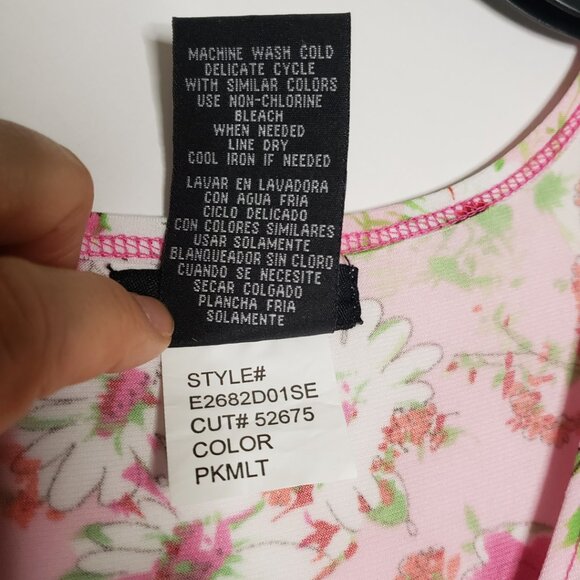 MACHINE WASH COLD
DELICATE CYCLE
WITH SIMILAR COLORS
USE NON-CHLORINE
BLEACH
WHEN NEEDED
LINE DRY
COOL IRON IF NEEDED
LAVAR EN LAVADORA
CON AGUA FRIA
CICLO DELICADO
CON COLORES SIMILARES
USAR SOLAMENTE
BLANQUEADOR SIN CLORO
CUANDO SE NECESITE
SECAR COLGADO
PLANCHA FRIA
SOLAMENTE
STYLE#
E2682D01SE
CUT# 52675
COLOR
PKMLT